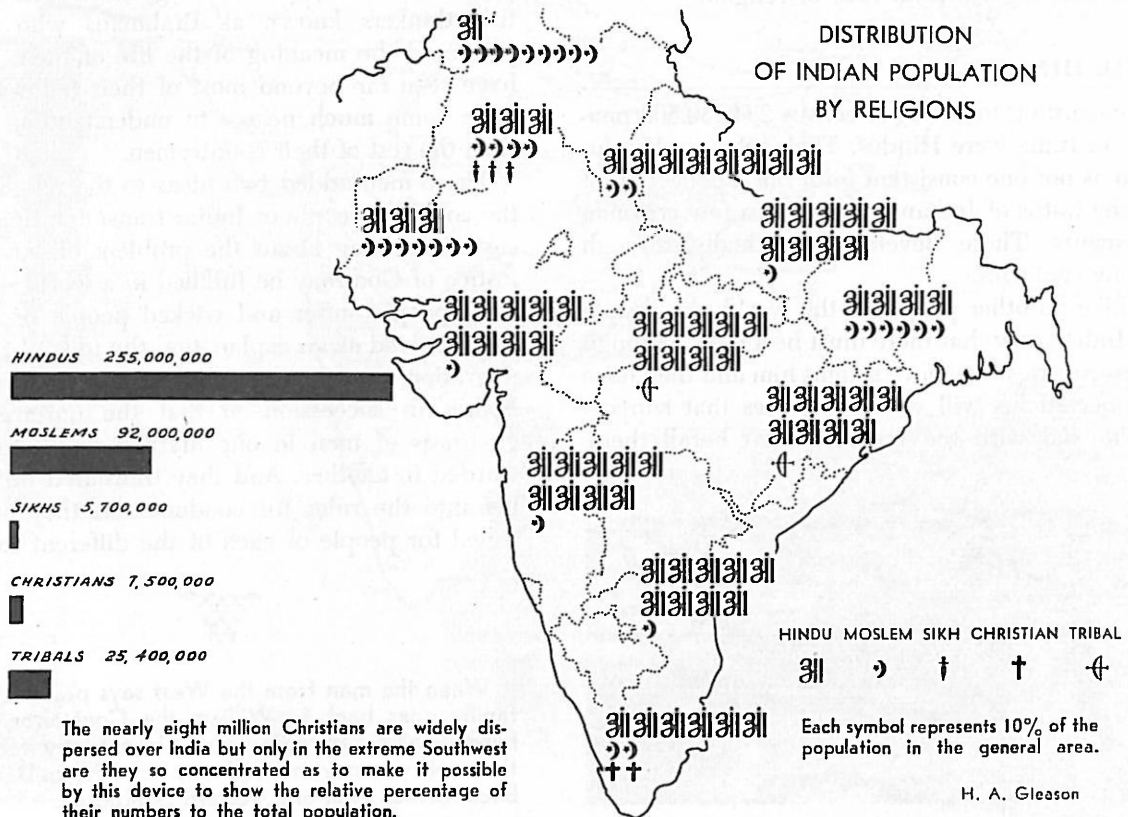 DISTRIBUTION
OF INDIAN POPULATION
BY RELIGIONS
HINDUS 255,000,000
MOSLEMS 92,000,000
SIKHS 5,700,000
CHRISTIANS 7,500,000
TRIBALS 25,400,000
The nearly eight million Christians are widely dis-
persed over India but only in the extreme Southwest
are they so concentrated as to make it possible
by this device to show the relative percentage of
their numbers to the total population.
HINDU MOSLEM SIKH CHRISTIAN TRIBAL
Each symbol represents 10% of the
population in the general area.
H. A. Gleason